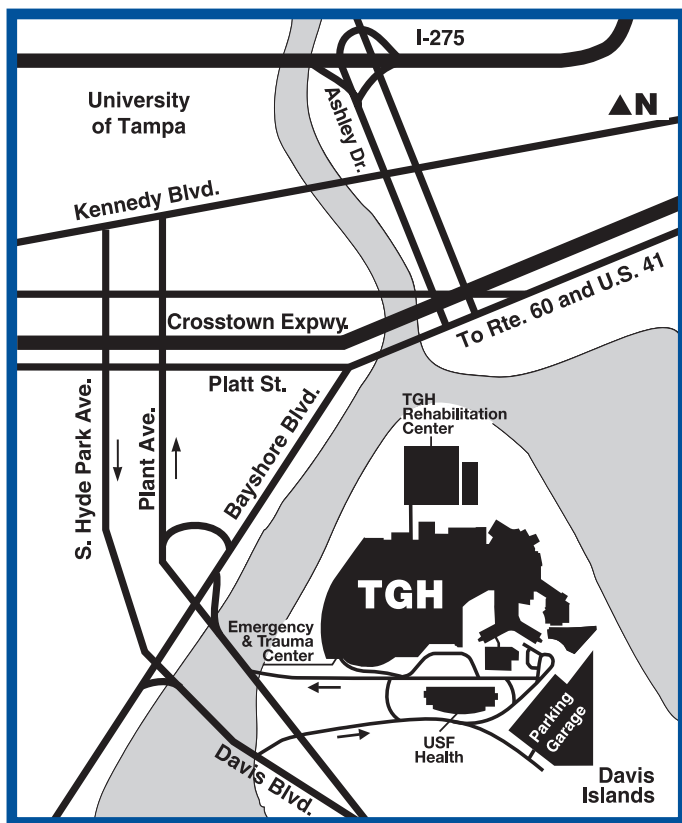 I-275
University
of Tampa
Ashley Dr.
▲N
Kennedy Blvd.
Crosstown Expwy.
To Rte. 60 and U.S. 41
Platt St.
S. Hyde Park Ave.
Plant Ave.
Bayshore Blvd.
TGH
Rehabilitation
Center
TGH
Emergency
& Trauma
Center
USF
Health
Parking
Garage
Davis Blvd.
Davis
Islands